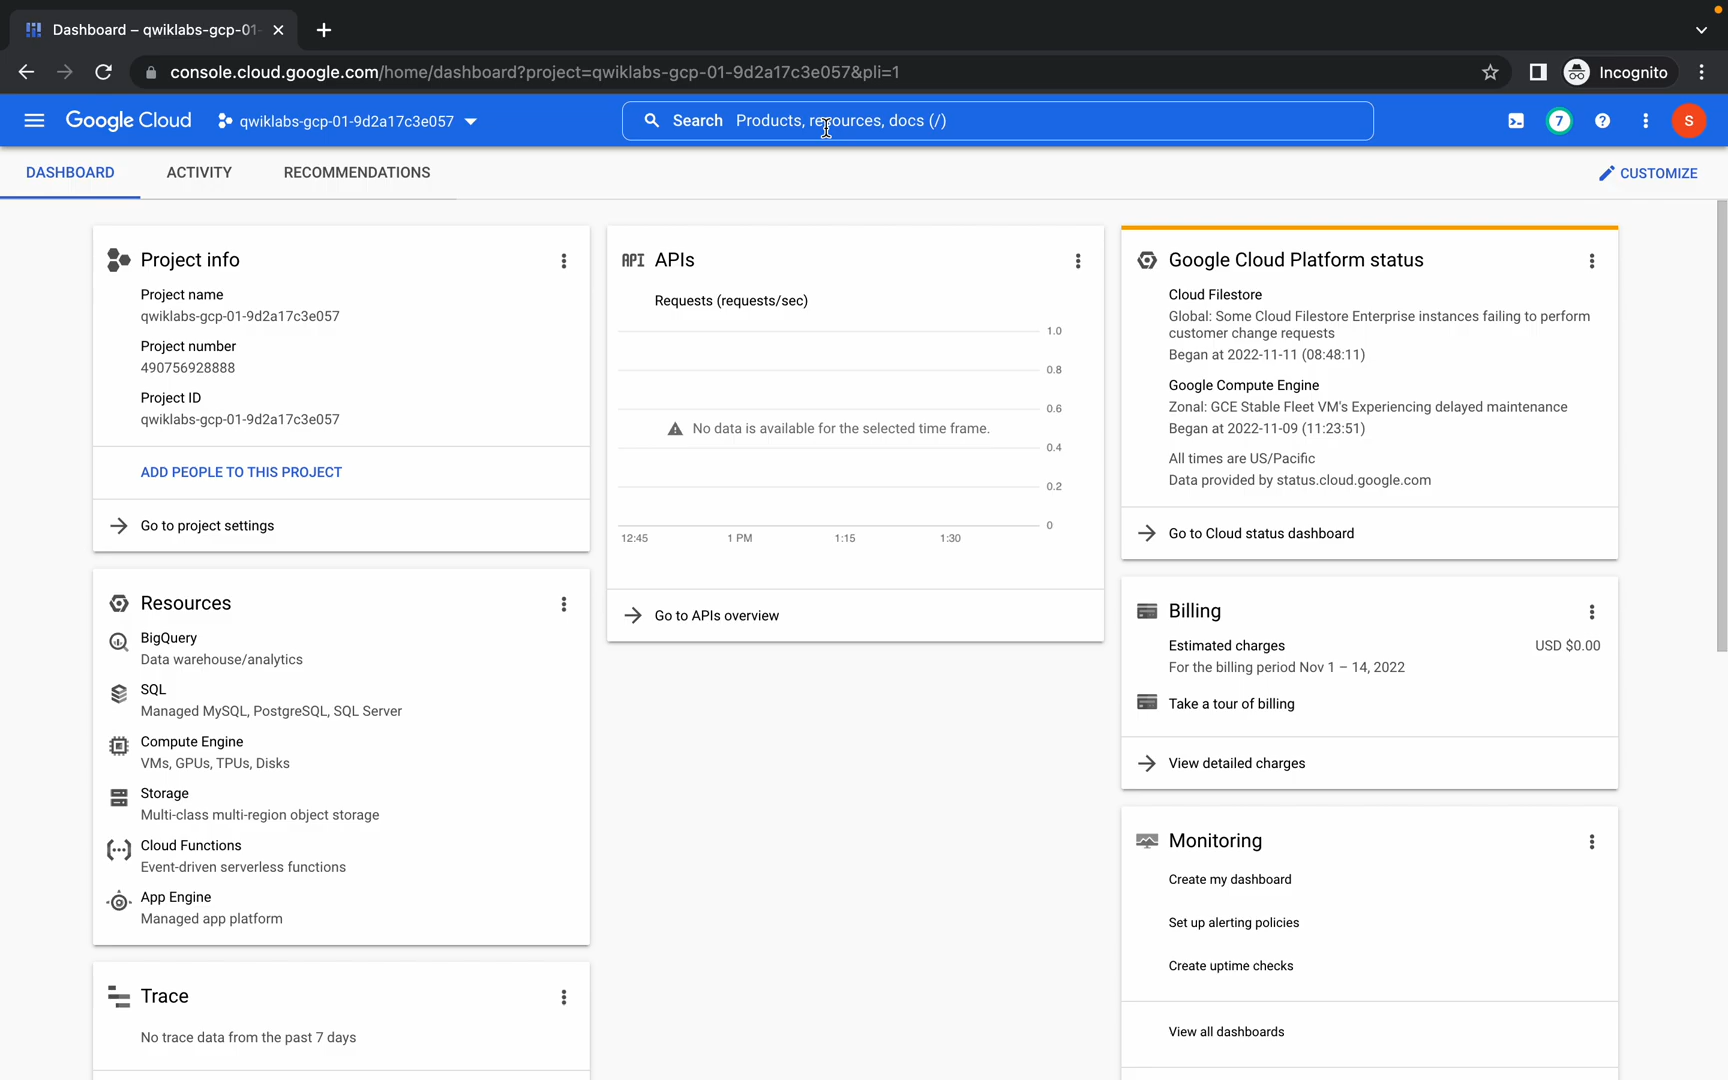 Dashboard – qwiklabs-gcp-01-
console.cloud.google.com/home/dashboard?project=qwiklabs-gcp-01-9d2a17c3e057&pli=1
Incognito
Google Cloud
qwiklabs-gcp-01-9d2a17c3e057
Search Products, resources, docs (/)
7
S
DASHBOARD
ACTIVITY
RECOMMENDATIONS
CUSTOMIZE
Project info
Project name
qwiklabs-gcp-01-9d2a17c3e057
Project number
490756928888
Project ID
qwiklabs-gcp-01-9d2a17c3e057
ADD PEOPLE TO THIS PROJECT
Go to project settings
Resources
BigQuery
Data warehouse/analytics
SQL
Managed MySQL, PostgreSQL, SQL Server
Compute Engine
VMs, GPUs, TPUs, Disks
Storage
Multi-class multi-region object storage
Cloud Functions
Event-driven serverless functions
App Engine
Managed app platform
Trace
No trace data from the past 7 days
API APIs
Requests (requests/sec)
1.0
0.8
0.6
No data is available for the selected time frame.
0.4
0.2
0
12:45 1 PM 1:15 1:30
Go to APIs overview
Google Cloud Platform status
Cloud Filestore
Global: Some Cloud Filestore Enterprise instances failing to perform
customer change requests
Began at 2022-11-11 (08:48:11)
Google Compute Engine
Zonal: GCE Stable Fleet VM's Experiencing delayed maintenance
Began at 2022-11-09 (11:23:51)
All times are US/Pacific
Data provided by status.cloud.google.com
Go to Cloud status dashboard
Billing
Estimated charges USD $0.00
For the billing period Nov 1 – 14, 2022
Take a tour of billing
View detailed charges
Monitoring
Create my dashboard
Set up alerting policies
Create uptime checks
View all dashboards